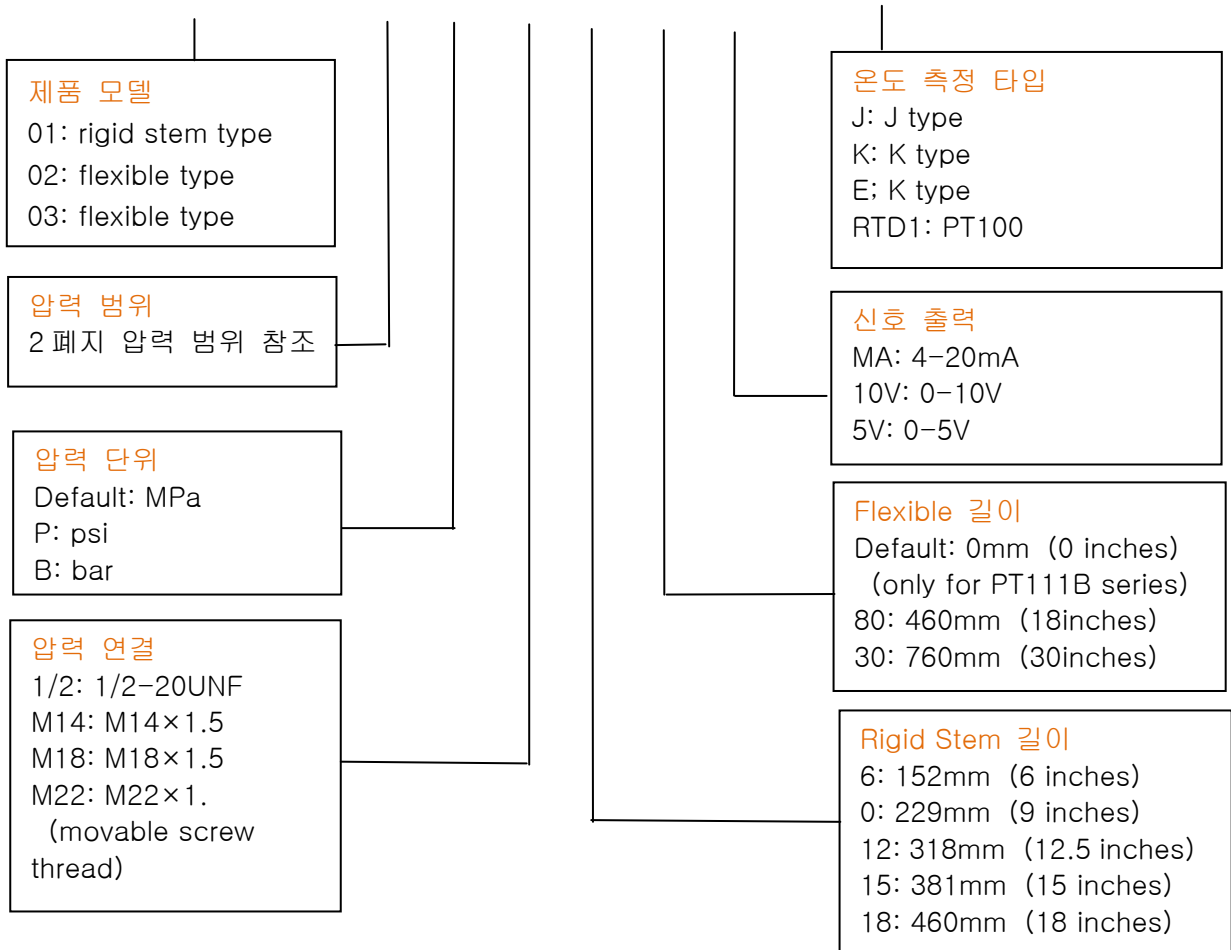 제품 모델
01: rigid stem type
02: flexible type
03: flexible type
압력 범위
2 폐지 압력 범위 참조
압력 단위
Default: MPa
P: psi
B: bar
압력 연결
1/2: 1/2-20UNF
M14: M14×1.5
M18: M18×1.5
M22: M22×1.
(movable screw
thread)
온도 측정 타입
J: J type
K: K type
E; K type
RTD1: PT100
신호 출력
MA: 4-20mA
10V: 0-10V
5V: 0-5V
Flexible 길이
Default: 0mm (0 inches)
(only for PT111B series)
80: 460mm (18inches)
30: 760mm (30inches)
Rigid Stem 길이
6: 152mm (6 inches)
0: 229mm (9 inches)
12: 318mm (12.5 inches)
15: 381mm (15 inches)
18: 460mm (18 inches)